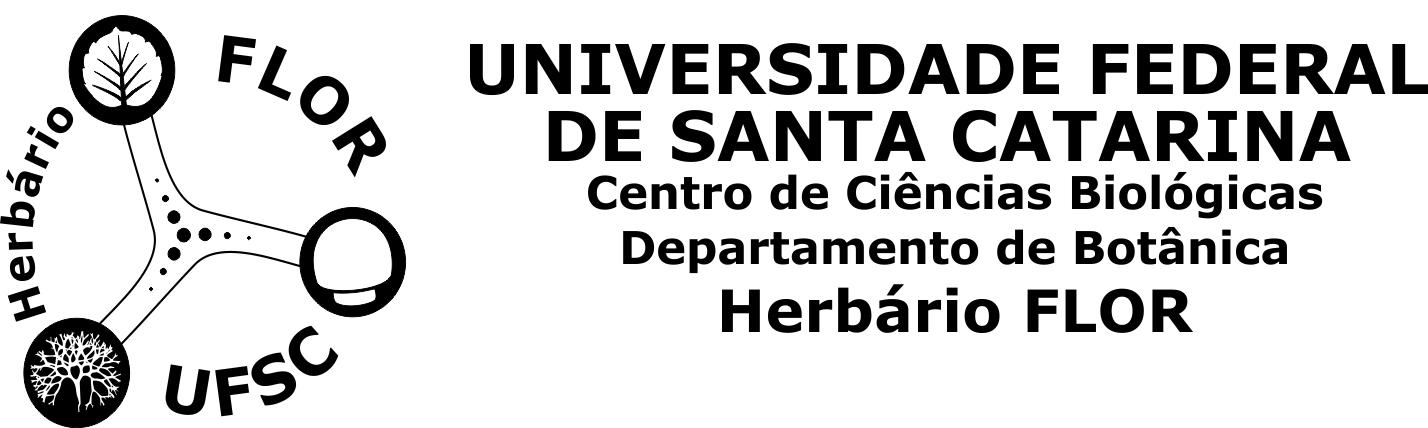 Herbário
FLOR
UFSC
UNIVERSIDADE FEDERAL
DE SANTA CATARINA
Centro de Ciências Biológicas
Departamento de Botânica
Herbário FLOR